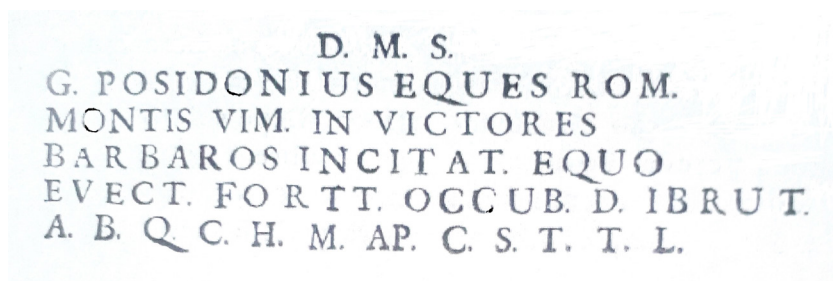 D. M. S.
G. POSIDONIUS EQUES ROM.
MONTIS VIM. IN VICTORES
BARBAROS INCITAT. EQUO
EVECT. FORTT. OCCUB. D. IBRUT.
A. B. Q. C. H. M. AP. C. S. T. T. L.